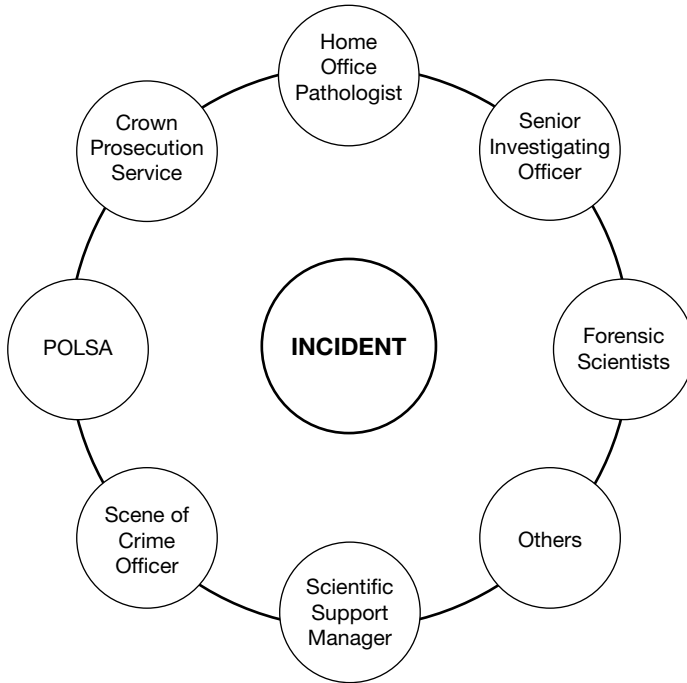 Home
Office
Pathologist
Crown
Prosecution
Service
Senior
Investigating
Officer
POLSA
INCIDENT
Forensic
Scientists
Scene of
Crime
Officer
Others
Scientific
Support
Manager